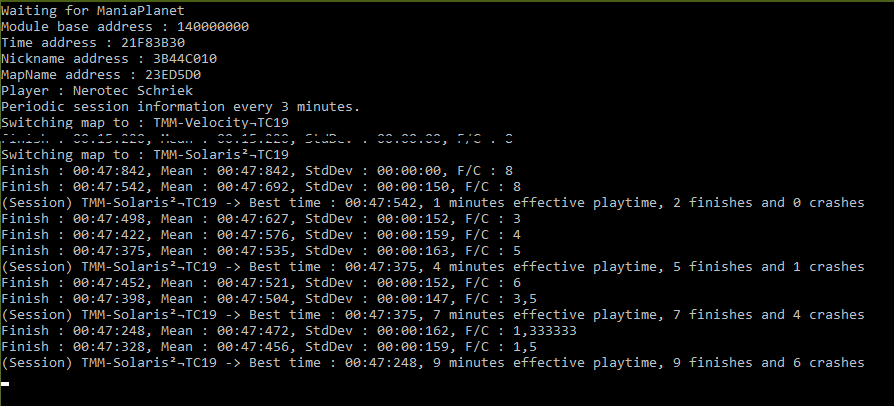 Waiting for ManiaPlanet
Module base address : 140000000
Time address : 21F83B30
Nickname address : 3B44C010
MapName address : 23ED5D0
Player : Nerotec Schriek
Periodic session information every 3 minutes.
Switching map to : TMM-Velocity¬TC19
Mean : StdDev : 00:00:00, F/C : 8
Switching map to : TMM-Solaris²¬TC19
Finish : 00:47:842, Mean : 00:47:842, StdDev : 00:00:00, F/C : 8
Finish : 00:47:542, Mean : 00:47:692, StdDev : 00:00:150, F/C : 8
(Session) TMM-Solaris²¬TC19 -> Best time : 00:47:542, 1 minutes effective playtime, 2 finishes and 0 crashes
Finish : 00:47:498, Mean : 00:47:627, StdDev : 00:00:152, F/C : 3
Finish : 00:47:422, Mean : 00:47:576, StdDev : 00:00:159, F/C : 4
Finish : 00:47:375, Mean : 00:47:535, StdDev : 00:00:163, F/C : 5
(Session) TMM-Solaris²¬TC19 -> Best time : 00:47:375, 4 minutes effective playtime, 5 finishes and 1 crashes
Finish : 00:47:452, Mean : 00:47:521, StdDev : 00:00:152, F/C : 6
Finish : 00:47:398, Mean : 00:47:504, StdDev : 00:00:147, F/C : 3,5
(Session) TMM-Solaris²¬TC19 -> Best time : 00:47:375, 7 minutes effective playtime, 7 finishes and 4 crashes
Finish : 00:47:248, Mean : 00:47:472, StdDev : 00:00:162, F/C : 1,333333
Finish : 00:47:328, Mean : 00:47:456, StdDev : 00:00:159, F/C : 1,5
(Session) TMM-Solaris²¬TC19 -> Best time : 00:47:248, 9 minutes effective playtime, 9 finishes and 6 crashes